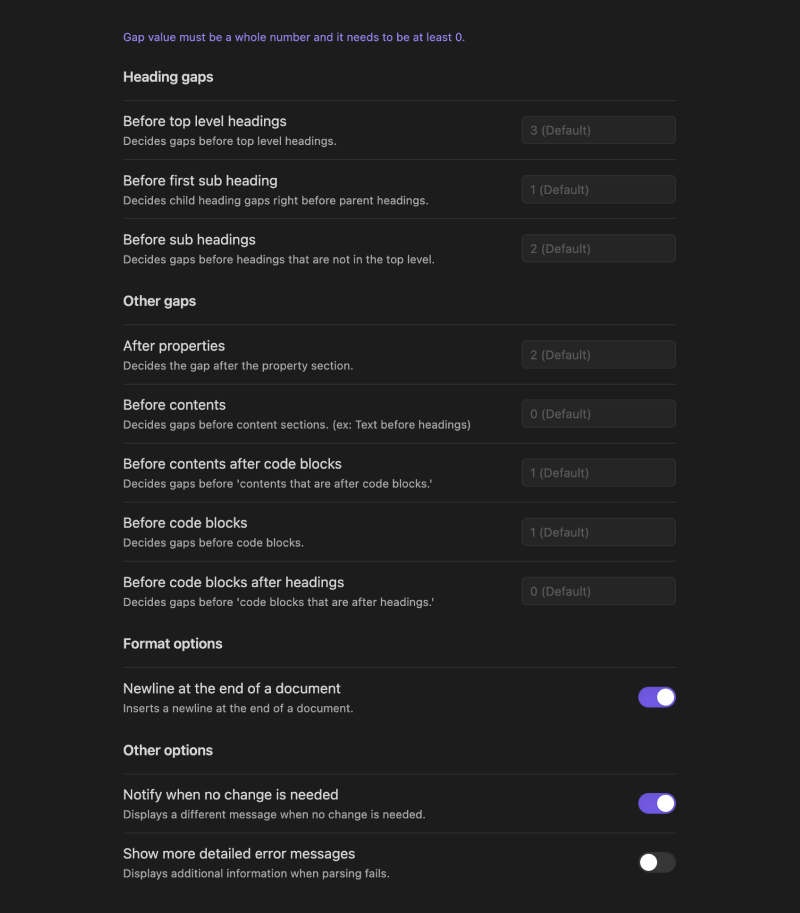 Gap value must be a whole number and it needs to be at least 0.
Heading gaps
Before top level headings
Decides gaps before top level headings.
3 (Default)
Before first sub heading
Decides child heading gaps right before parent headings.
1 (Default)
Before sub headings
Decides gaps before headings that are not in the top level.
2 (Default)
Other gaps
After properties
Decides the gap after the property section.
2 (Default)
Before contents
Decides gaps before content sections. (ex: Text before headings)
0 (Default)
Before contents after code blocks
Decides gaps before 'contents that are after code blocks.'
1 (Default)
Before code blocks
Decides gaps before code blocks.
1 (Default)
Before code blocks after headings
Decides gaps before 'code blocks that are after headings.'
0 (Default)
Format options
Newline at the end of a document
Inserts a newline at the end of a document.
Other options
Notify when no change is needed
Displays a different message when no change is needed.
Show more detailed error messages
Displays additional information when parsing fails.